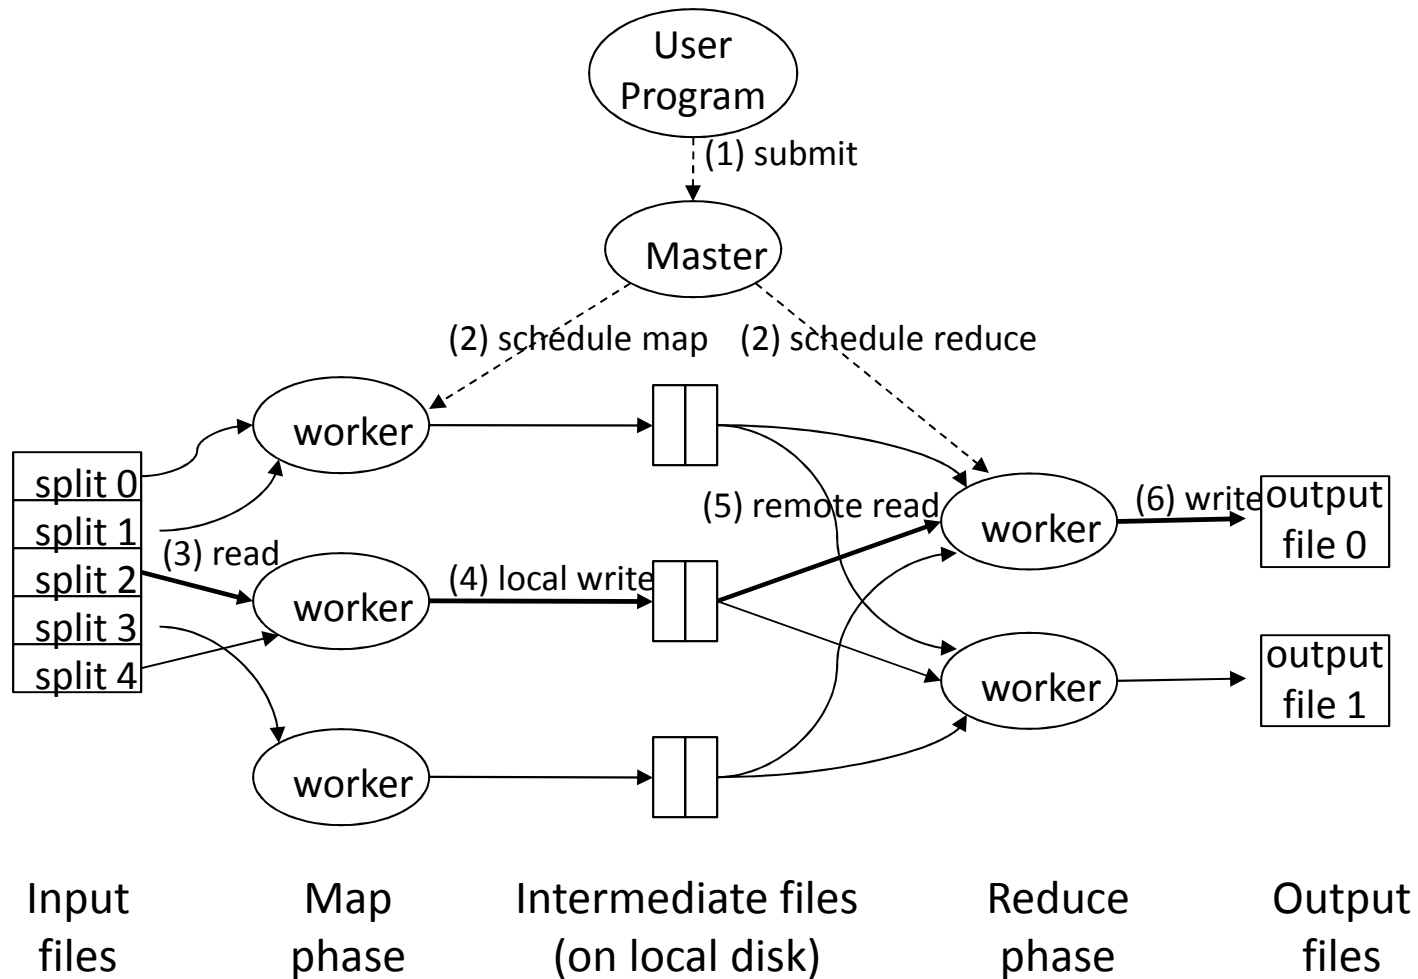 User
Program
(1) submit
Master
(2) schedule map
(2) schedule reduce
worker
split 0
split 1
split 2
split 3
split 4
(3) read
worker
(4) local write
worker
(5) remote read
worker
(6) write
output
file 0
worker
output
file 1
Input
files
Map
phase
Intermediate files
(on local disk)
Reduce
phase
Output
files